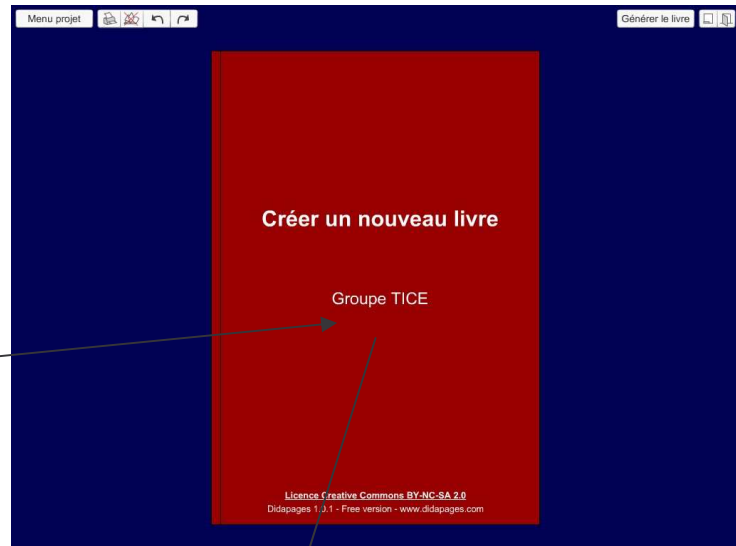 Menu projet
Générer le livre
Créer un nouveau livre
Groupe TICE
Licence Creative Commons BY-NC-SA 2.0
Didapages 1.0.1 - Free version - www.didapages.com